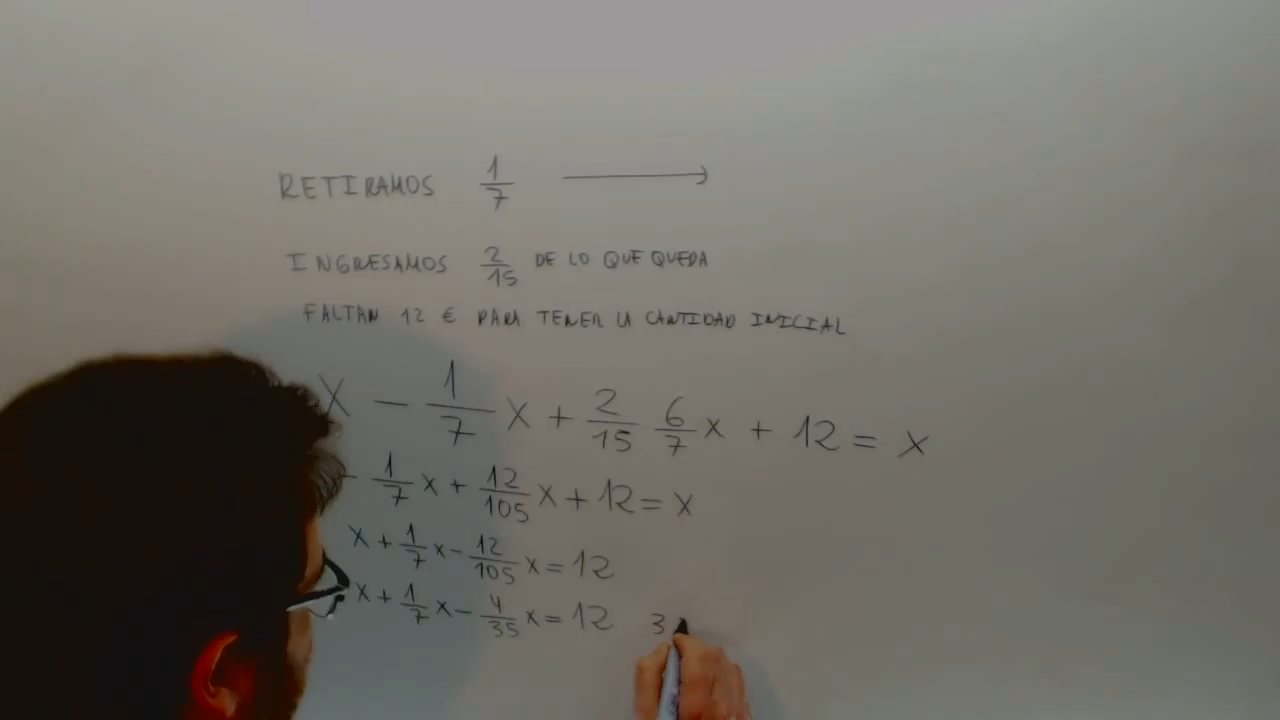 RETIRAMOS 1/7 →
INGRESAMOS 2/15 DE LO QUE QUEDA
FALTAN 12 € PARA TENER LA CANTIDAD INICIAL
X - 1/7 X + 2/15 6/7 X + 12 = X
- 1/7 X + 12/105 X + 12 = X
X + 1/7 X - 12/105 X = 12
X + 1/7 X - 4/35 X = 12 3